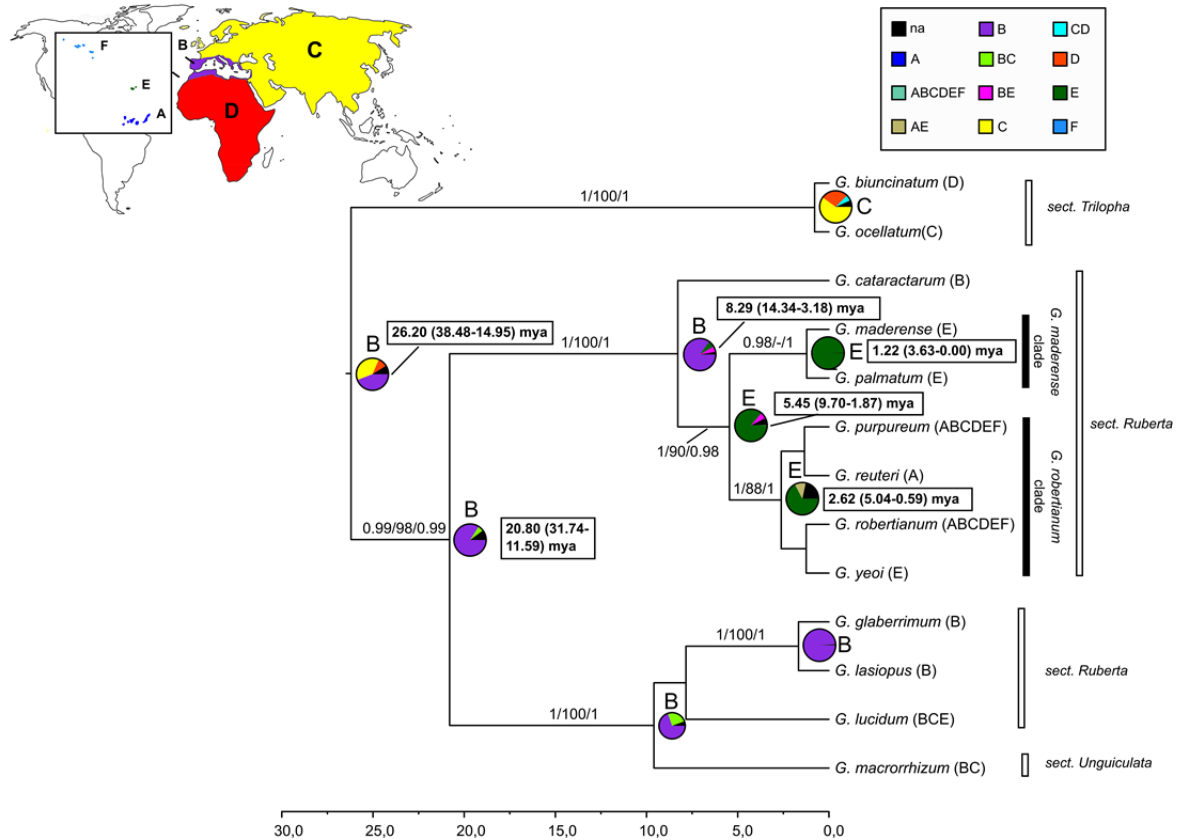 F
B
E
A
C
D
na
B
CD
A
BC
D
ABCDEF
BE
E
AE
C
F
G. biuncinatum (D)
1/100/1
C
sect. Trilopha
G. ocellatum(C)
G. cataractarum (B)
8.29 (14.34-3.18) mya
B
26.20 (38.48-14.95) mya
B
1/100/1
0.98/-/1
G. maderense (E)
E
1.22 (3.63-0.00) mya
G. palmatum (E)
G. maderense
clade
E
5.45 (9.70-1.87) mya
1/90/0.98
G. purpureum (ABCDEF)
sect. Ruberta
G. reuteri (A)
E
1/88/1
2.62 (5.04-0.59) mya
G. robertianum
clade
B
0.99/98/0.99
20.80 (31.74-
11.59) mya
G. robertianum (ABCDEF)
G. yeoi (E)
G. glaberrimum (B)
1/100/1
B
G. lasiopus (B)
sect. Ruberta
B
1/100/1
G. lucidum (BCE)
G. macrorrhizum (BC)
sect. Unguiculata
30,0
25,0
20,0
15,0
10,0
5,0
0,0